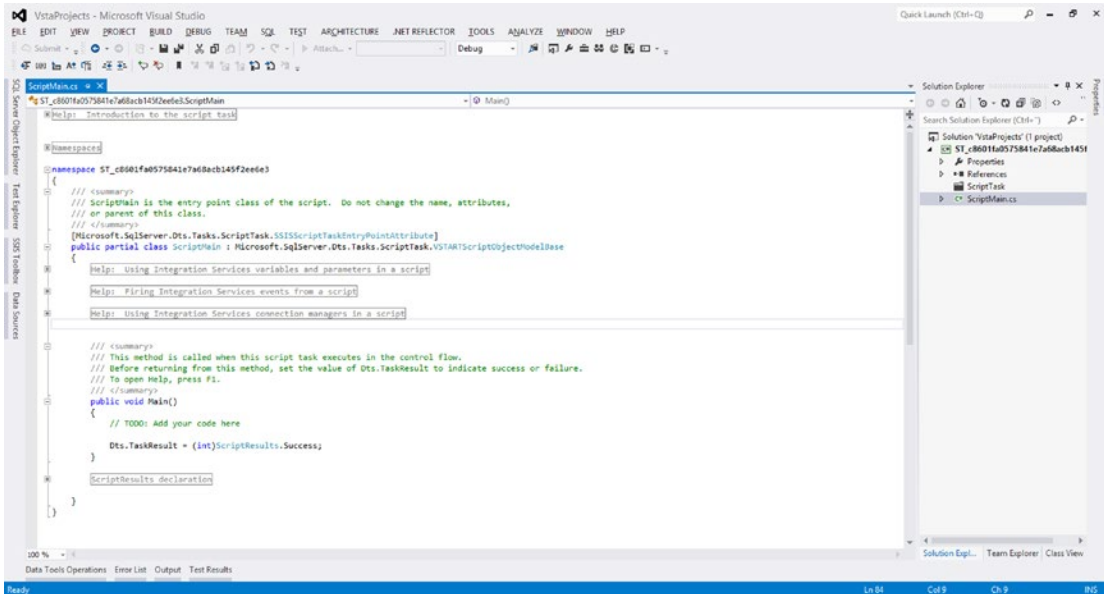 VstaProjects - Microsoft Visual Studio
Quick Launch (Ctrl+Q)
FILE EDIT VIEW PROJECT BUILD DEBUG TEAM SQL TEST ARCHITECTURE .NET REFLECTOR TOOLS ANALYZE WINDOW HELP
Submit Attach... Debug
SQL Server Object Explorer
Test Explorer
SSIS Toolbox
Data Sources
ScriptMain.cs
ST_c8601fa0575841e7a68acb145f2ee6e3.ScriptMain
Main()
Help: Introduction to the script task
Namespaces
namespace ST_c8601fa0575841e7a68acb145f2ee6e3
{
/// <summary>
/// ScriptMain is the entry point class of the script. Do not change the name, attributes,
/// or parent of this class.
/// </summary>
[Microsoft.SqlServer.Dts.Tasks.ScriptTask.SSISScriptTaskEntryPointAttribute]
public partial class ScriptMain : Microsoft.SqlServer.Dts.Tasks.ScriptTask.VSTARTScriptObjectModelBase
{
Help: Using Integration Services variables and parameters in a script
Help: Firing Integration Services events from a script
Help: Using Integration Services connection managers in a script
/// <summary>
/// This method is called when this script task executes in the control flow.
/// Before returning from this method, set the value of Dts.TaskResult to indicate success or failure.
/// To open Help, press F1.
/// </summary>
public void Main()
{
// TODO: Add your code here
Dts.TaskResult = (int)ScriptResults.Success;
}
ScriptResults declaration
}
}
100 %
Data Tools Operations Error List Output Test Results
Solution Explorer
Search Solution Explorer (Ctrl+')
Solution 'VstaProjects' (1 project)
ST_c8601fa0575841e7a68acb145f
Properties
References
ScriptTask
ScriptMain.cs
Solution Expl... Team Explorer Class View
Properties
Ready
Ln 84 Col 9 Ch 9 INS